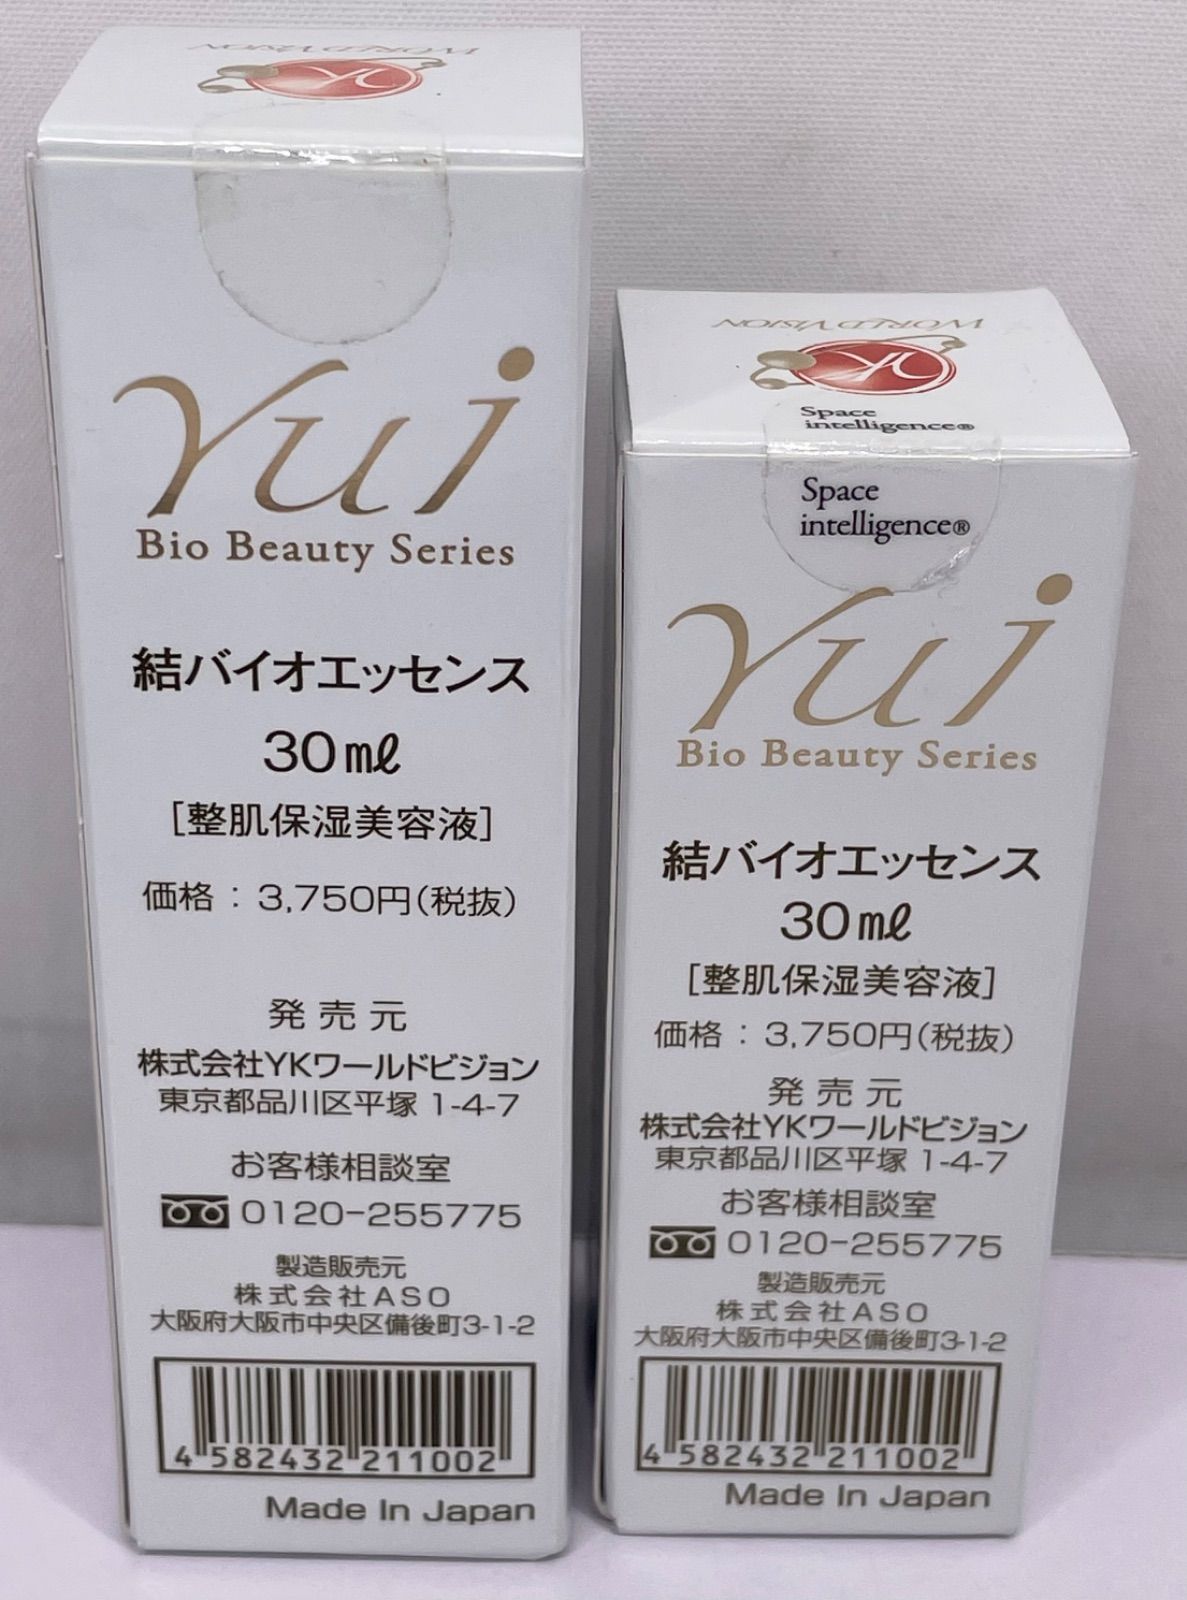 WORLD VISION
YK
Yui
Bio Beauty Series
結バイオエッセンス
30㎖
[整肌保湿美容液]
価格：3,750円(税抜)
発売元
株式会社YKワールドビジョン
東京都品川区平塚 1-4-7
お客様相談室
0120-255775
製造販売元
株式会社ASO
大阪府大阪市中央区備後町3-1-2
4 582432 211002
Made In Japan
WORLD VISION
YK
Space
intelligence®
Space
intelligence®
Yui
Bio Beauty Series
結バイオエッセンス
30㎖
[整肌保湿美容液]
価格：3,750円(税抜)
発売元
株式会社YKワールドビジョン
東京都品川区平塚 1-4-7
お客様相談室
0120-255775
製造販売元
株式会社ASO
大阪府大阪市中央区備後町3-1-2
4 582432 211002
Made In Japan